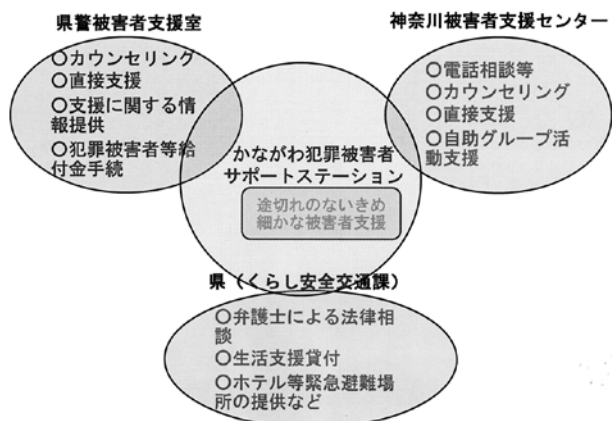 県警被害者支援室
○カウンセリング
○直接支援
○支援に関する情
報提供
○犯罪被害者等給
付金手続
神奈川被害者支援センター
○電話相談等
○カウンセリング
○直接支援
○自助グループ活
動支援
かながわ犯罪被害者
サポートステーション
途切れのないきめ
細かな被害者支援
県（くらし安全交通課）
○弁護士による法律相
談
○生活支援貸付
○ホテル等緊急避難場
所の提供など